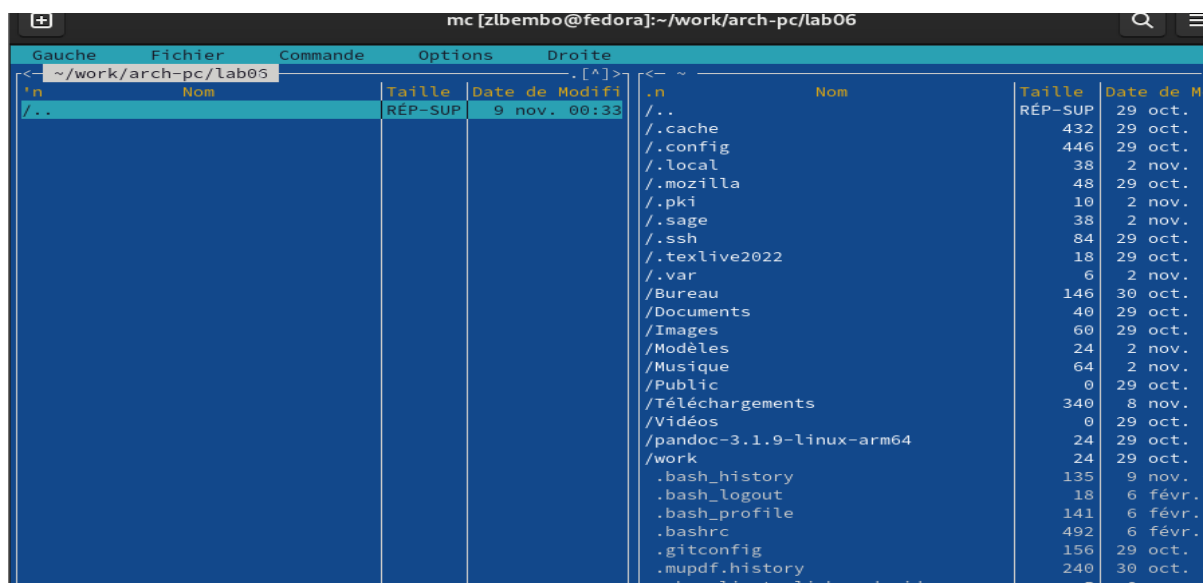 mc [zlbembo@fedora]:~/work/arch-pc/lab06
Gauche Fichier Commande Options Droite
<- ~/work/arch-pc/lab06 .[^]> <- ~
'n Nom Taille Date de Modifi .n Nom Taille Date de M
/.. RÉP-SUP 9 nov. 00:33 /.. RÉP-SUP 29 oct.
/.cache 432 29 oct.
/.config 446 29 oct.
/.local 38 2 nov.
/.mozilla 48 29 oct.
/.pki 10 2 nov.
/.sage 38 2 nov.
/.ssh 84 29 oct.
/.texlive2022 18 29 oct.
/.var 6 2 nov.
/Bureau 146 30 oct.
/Documents 40 29 oct.
/Images 60 29 oct.
/Modèles 24 2 nov.
/Musique 64 2 nov.
/Public 0 29 oct.
/Téléchargements 340 8 nov.
/Vidéos 0 29 oct.
/pandoc-3.1.9-linux-arm64 24 29 oct.
/work 24 29 oct.
.bash_history 135 9 nov.
.bash_logout 18 6 févr.
.bash_profile 141 6 févr.
.bashrc 492 6 févr.
.gitconfig 156 29 oct.
.mupdf.history 240 30 oct.